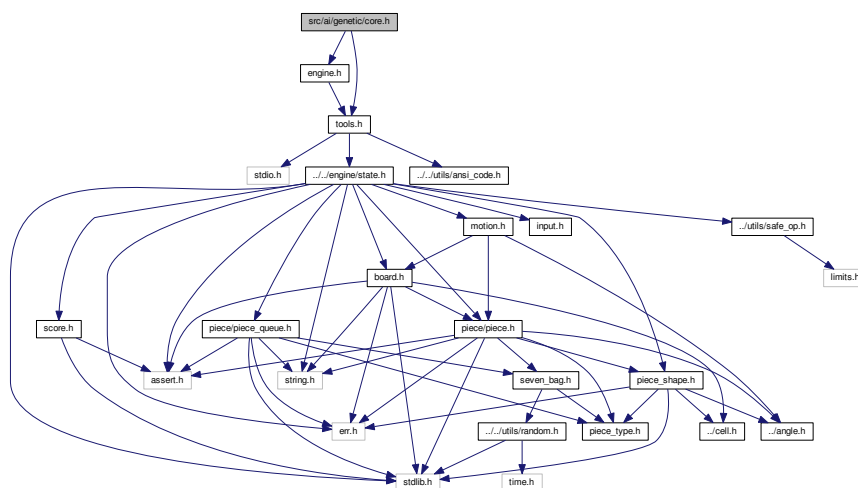 src/ai/genetic/core.h
engine.h
tools.h
stdio.h
../../engine/state.h
../../utils/ansi_code.h
motion.h
input.h
../utils/safe_op.h
board.h
limits.h
score.h
piece/piece_queue.h
piece/piece.h
assert.h
string.h
seven_bag.h
piece_shape.h
err.h
../../utils/random.h
piece_type.h
../cell.h
../angle.h
stdlib.h
time.h